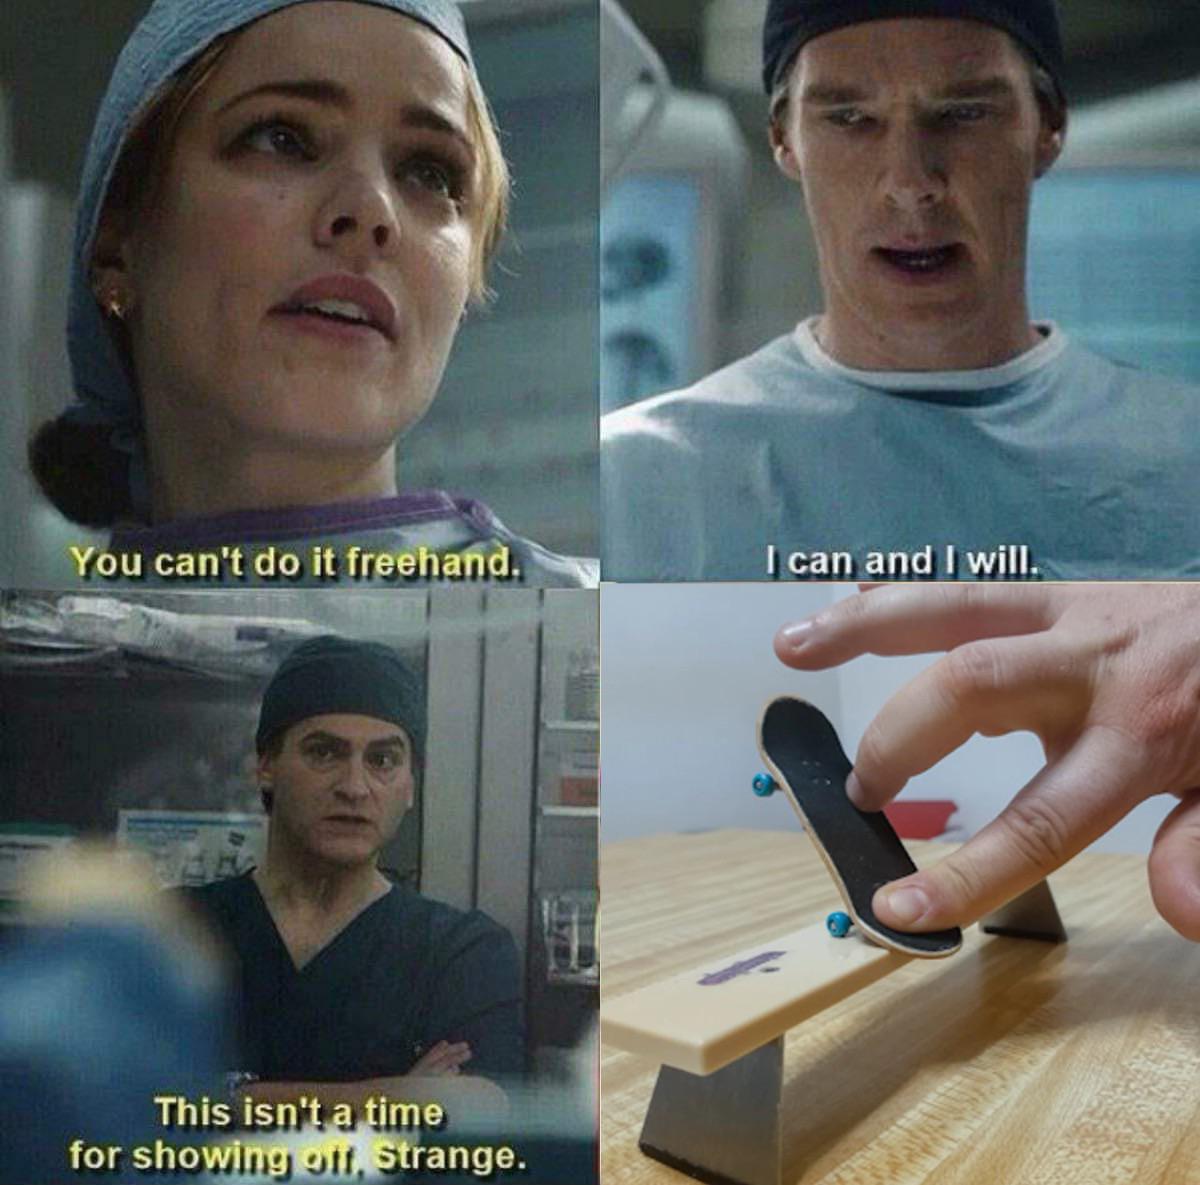 You can't do it freehand.
I can and I will.
This isn't a time
for showing off, Strange.